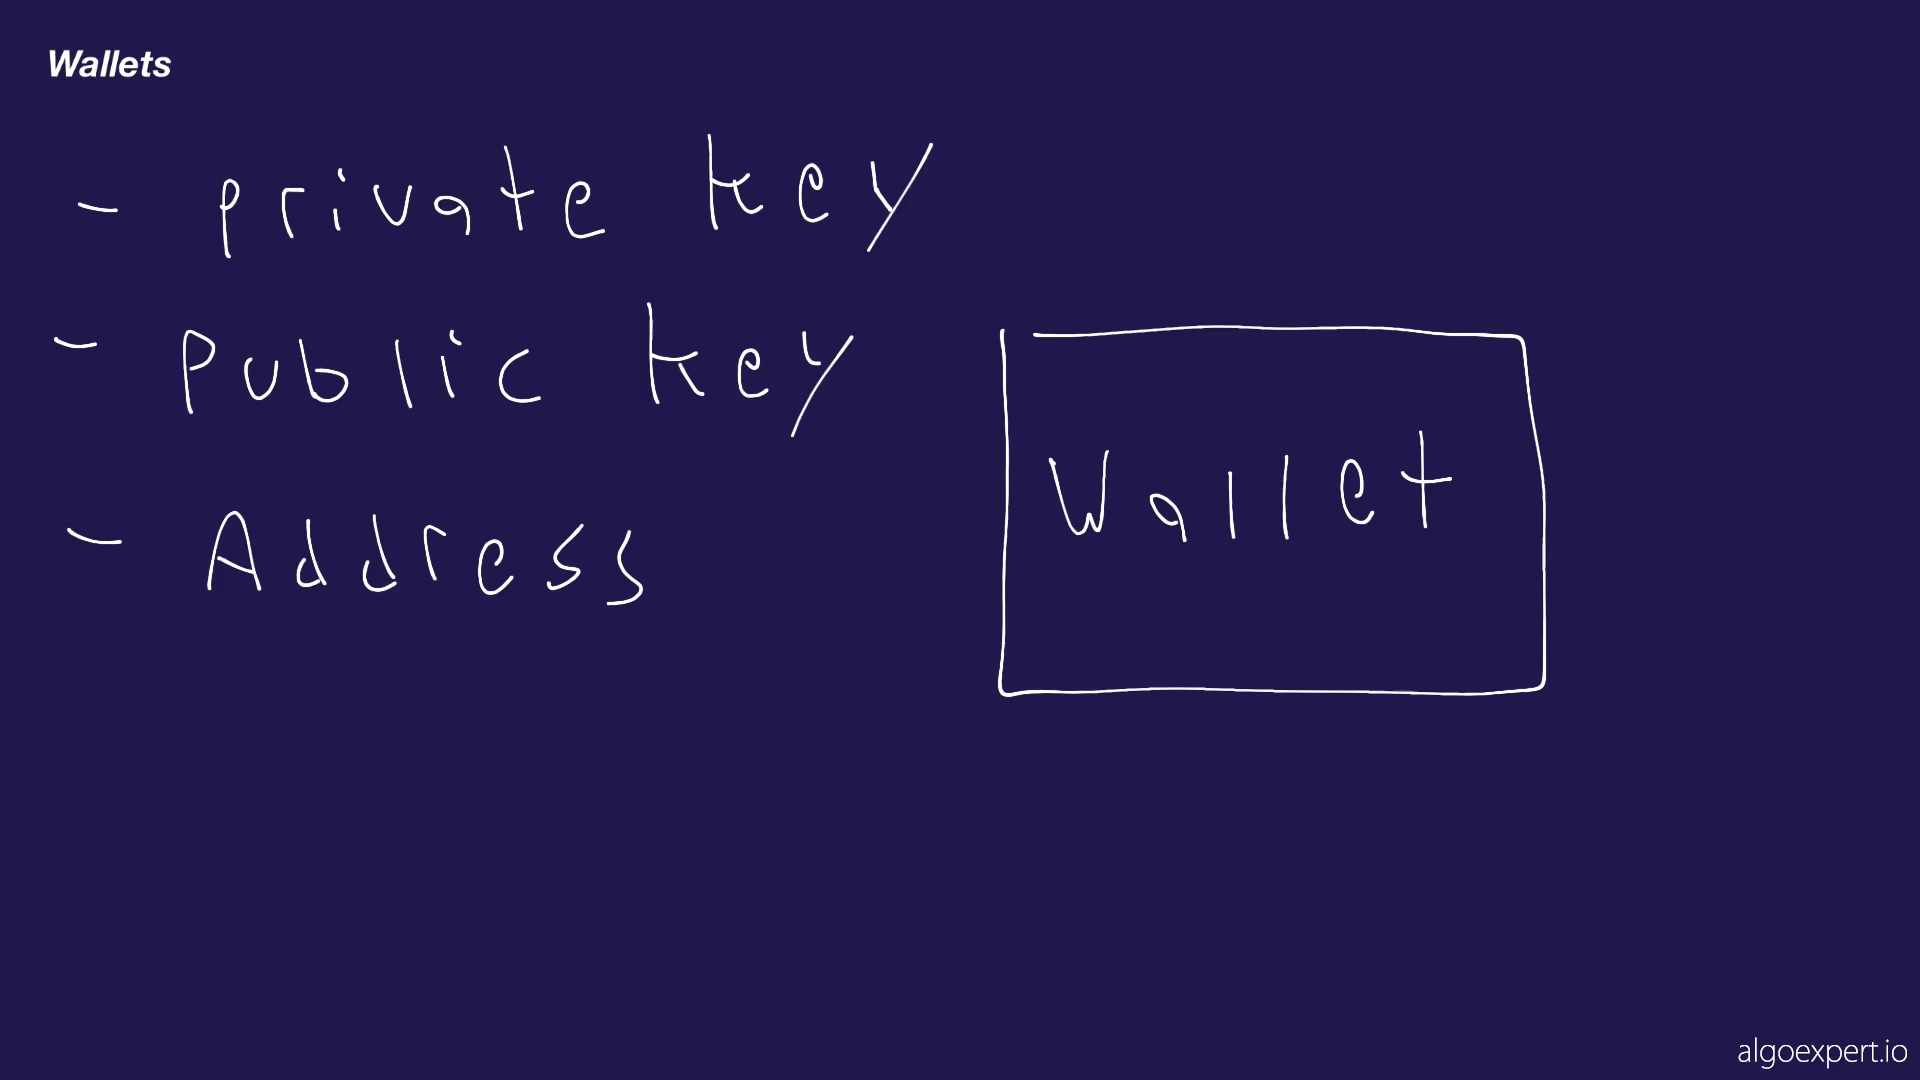 Wallets
- private key
- Public key
- Address
Wallet
algoexpert.io